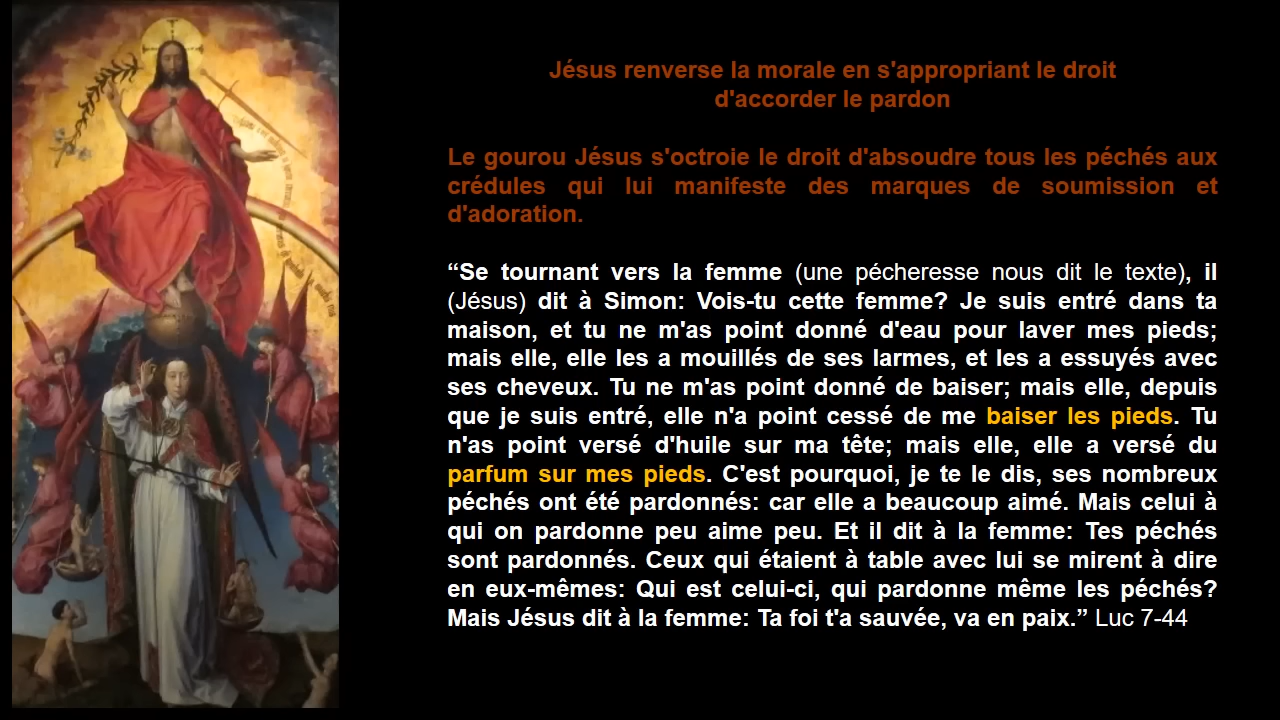 Jésus renverse la morale en s'appropriant le droit
d'accorder le pardon
Le gourou Jésus s'octroie le droit d'absoudre tous les péchés aux
crédules qui lui manifeste des marques de soumission et
d'adoration.
“Se tournant vers la femme (une pécheresse nous dit le texte), il
(Jésus) dit à Simon: Vois-tu cette femme? Je suis entré dans ta
maison, et tu ne m'as point donné d'eau pour laver mes pieds;
mais elle, elle les a mouillés de ses larmes, et les a essuyés avec
ses cheveux. Tu ne m'as point donné de baiser; mais elle, depuis
que je suis entré, elle n'a point cessé de me baiser les pieds. Tu
n'as point versé d'huile sur ma tête; mais elle, elle a versé du
parfum sur mes pieds. C'est pourquoi, je te le dis, ses nombreux
péchés ont été pardonnés: car elle a beaucoup aimé. Mais celui à
qui on pardonne peu aime peu. Et il dit à la femme: Tes péchés
sont pardonnés. Ceux qui étaient à table avec lui se mirent à dire
en eux-mêmes: Qui est celui-ci, qui pardonne même les péchés?
Mais Jésus dit à la femme: Ta foi t'a sauvée, va en paix.” Luc 7-44